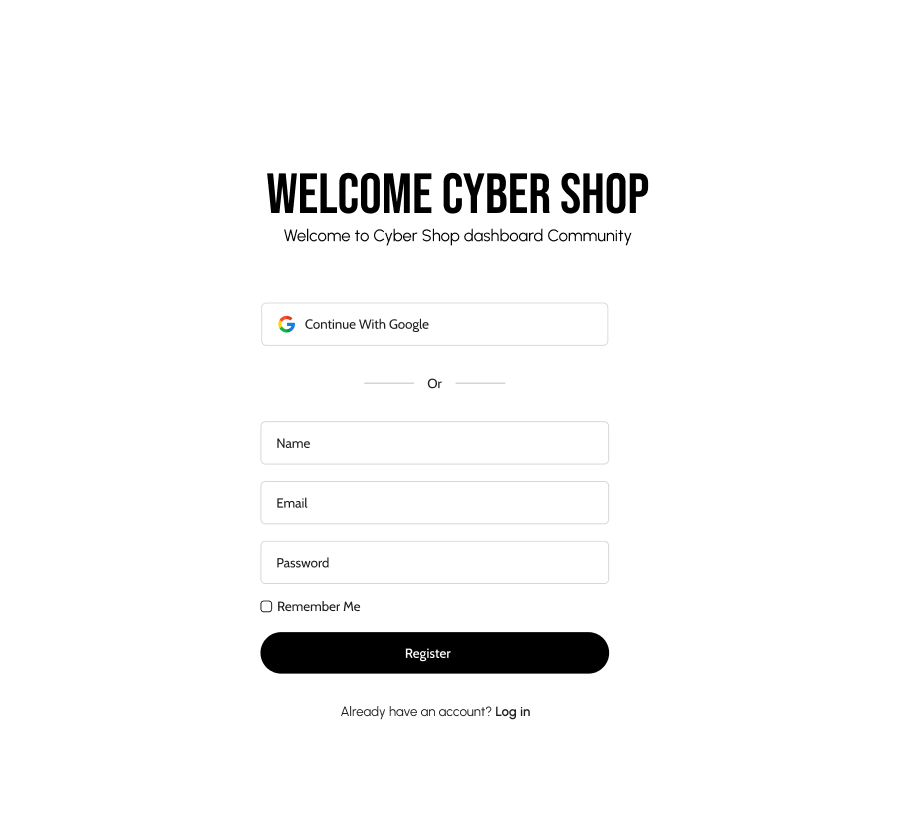 WELCOME CYBER SHOP
Welcome to Cyber Shop dashboard Community
Continue With Google
Or
Name
Email
Password
Remember Me
Register
Already have an account? Log in